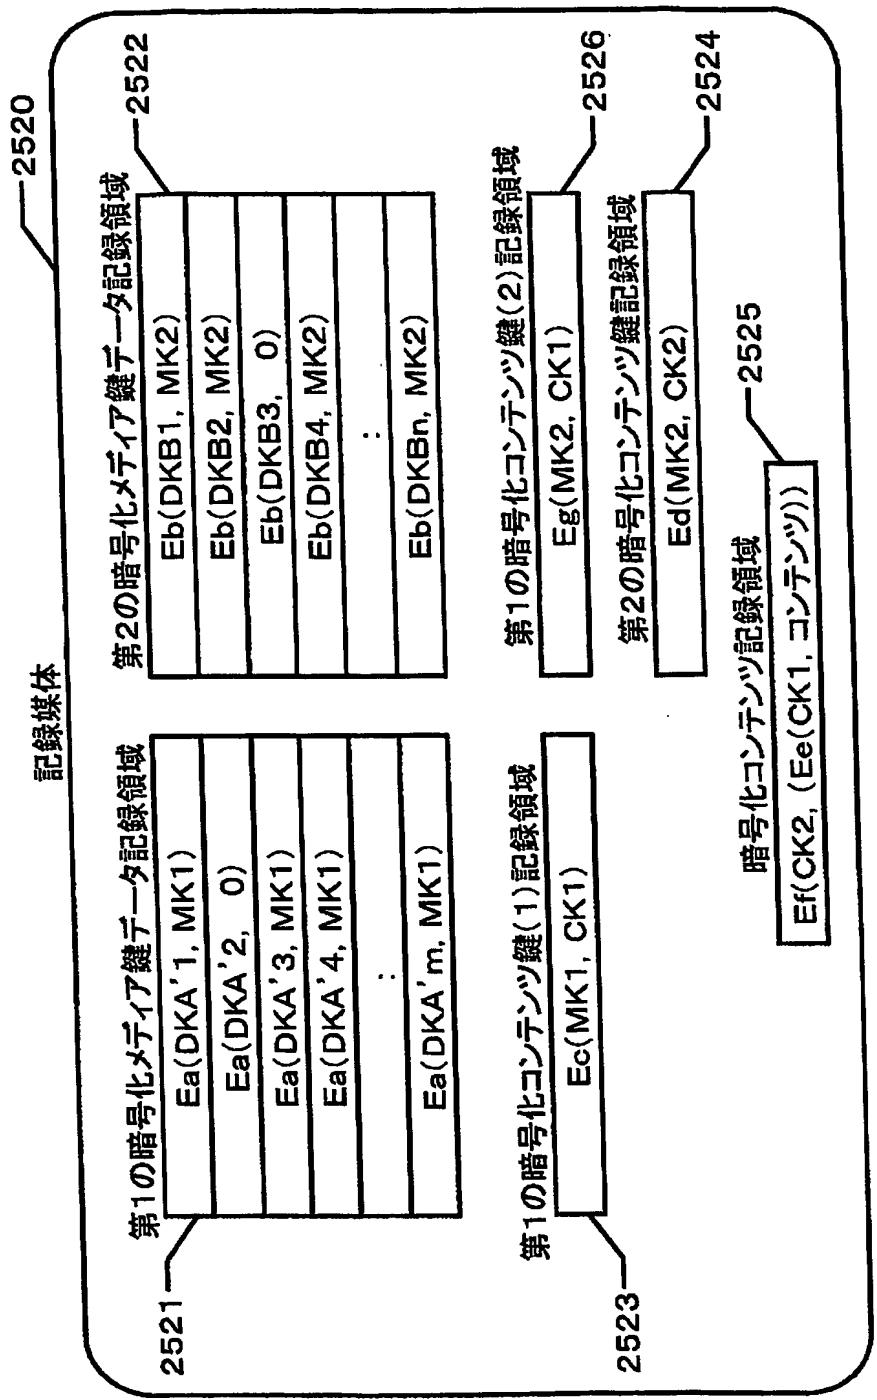 記録媒体
2520
第1の暗号化メディア鍵データ記録領域
2521
Ea(DKA'1, MK1)
Ea(DKA'2, 0)
Ea(DKA'3, MK1)
Ea(DKA'4, MK1)
:
Ea(DKA'm, MK1)
第2の暗号化メディア鍵データ記録領域
2522
Eb(DKB1, MK2)
Eb(DKB2, MK2)
Eb(DKB3, 0)
Eb(DKB4, MK2)
:
Eb(DKBn, MK2)
第1の暗号化コンテンツ鍵(1)記録領域
Ec(MK1, CK1)
2523
第1の暗号化コンテンツ鍵(2)記録領域
Eg(MK2, CK1)
2526
第2の暗号化コンテンツ鍵記録領域
Ed(MK2, CK2)
2524
暗号化コンテンツ記録領域
2525
Ef(CK2, (Ee(CK1, コンテンツ))